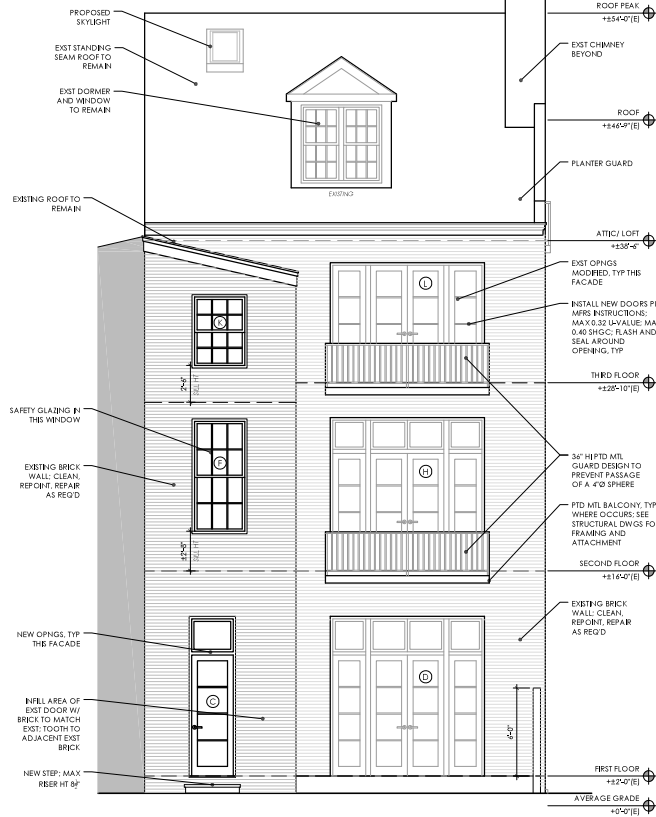 PROPOSED
SKYLIGHT
EXST STANDING
SEAM ROOF TO
REMAIN
EXST DORMER
AND WINDOW
TO REMAIN
EXISTING
EXISTING ROOF TO
REMAIN
K
2'-6"
SILL HT
SAFETY GLAZING IN
THIS WINDOW
F
EXISTING BRICK
WALL; CLEAN,
REPOINT, REPAIR
AS REQ'D
±2'-8"
SILL HT
NEW OPNGS, TYP
THIS FACADE
C
INFILL AREA OF
EXST DOOR W/
BRICK TO MATCH
EXST; TOOTH TO
ADJACENT EXST
BRICK
NEW STEP; MAX
RISER HT
L
H
D
6'-0"
ROOF PEAK
+±54'-0"(E)
EXST CHIMNEY
BEYOND
ROOF
+±46'-9"(E)
PLANTER GUARD
ATTIC/ LOFT
+±38'-6"
EXST OPNGS
MODIFIED, TYP THIS
FACADE
INSTALL NEW DOORS
MFRS INSTRUCTIONS;
MAX 0.32 U-VALUE;
0.40 SHGC; FLASH AND
SEAL AROUND
OPENING, TYP
THIRD FLOOR
+±28'-10"(E)
36" H PTD MTL
GUARD DESIGN TO
PREVENT PASSAGE
OF A 4"Ø SPHERE
PTD MTL BALCONY, TYP
WHERE OCCURS; SEE
STRUCTURAL DWGS
FRAMING AND
ATTACHMENT
SECOND FLOOR
+±16'-0"(E)
EXISTING BRICK
WALL; CLEAN,
REPOINT, REPAIR
AS REQ'D
FIRST FLOOR
+±2'-0"(E)
AVERAGE GRADE
+0'-0"(E)